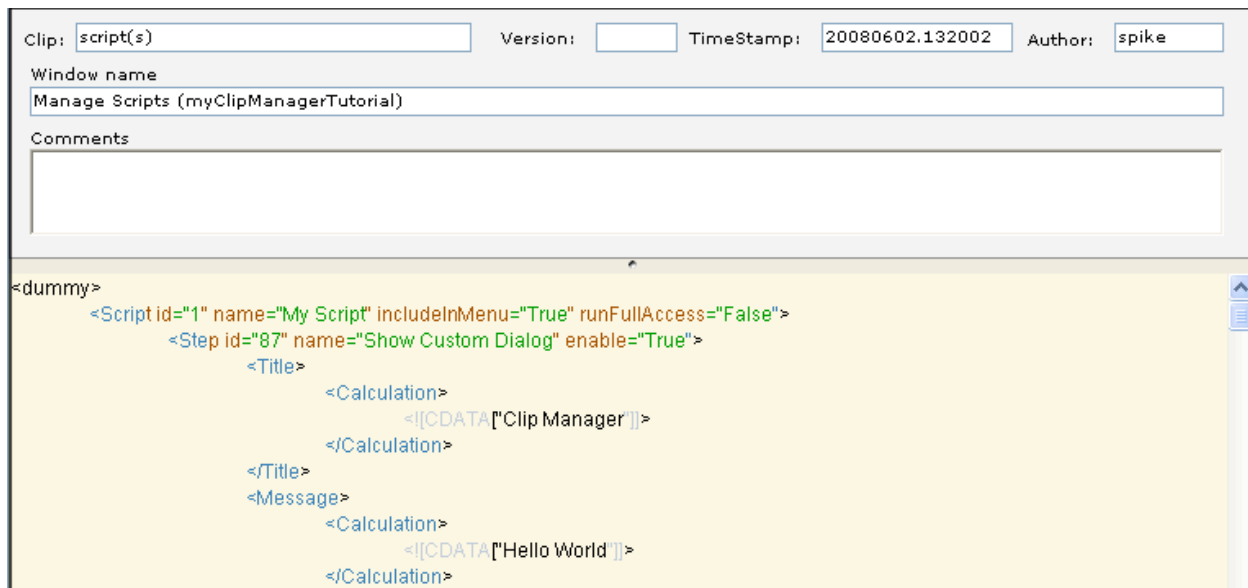 Clip: script(s) Version: TimeStamp: 20080602.132002 Author: spike
Window name
Manage Scripts (myClipManagerTutorial)
Comments
<dummy>
<Script id="1" name="My Script" includeInMenu="True" runFullAccess="False">
<Step id="87" name="Show Custom Dialog" enable="True">
<Title>
<Calculation>
<![CDATA["Clip Manager"]]>
</Calculation>
</Title>
<Message>
<Calculation>
<![CDATA["Hello World"]]>
</Calculation>